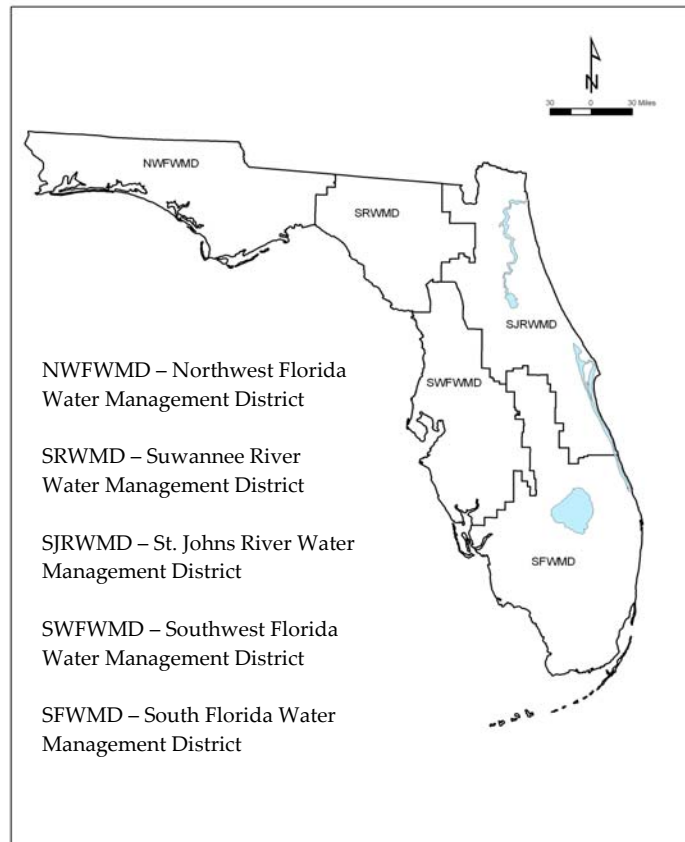 N
30 0 30 Miles
NWFWMD
SRWMD
SJRWMD
SWFWMD
SFWMD
NWFWMD – Northwest Florida
Water Management District
SRWMD – Suwannee River
Water Management District
SJRWMD – St. Johns River Water
Management District
SWFWMD – Southwest Florida
Water Management District
SFWMD – South Florida Water
Management District